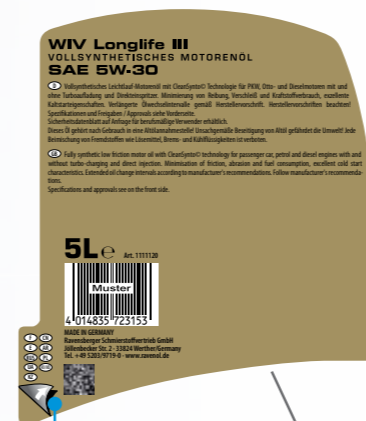 WIV Longlife III
VOLLSYNTHETISCHES MOTORENÖL
SAE 5W-30
D Vollsynthetisches Leichtlauf-Motorenöl mit CleanSynto© Technologie für PKW, Otto- und Dieselmotoren mit und
ohne Turboaufladung und Direkteinspritzer. Minimierung von Reibung, Verschleiß und Kraftstoffverbrauch, exzellente
Kaltstarteigenschaften. Verlängerte Ölwechselintervalle gemäß Herstellervorschrift. Herstellervorschriften beachten!
Spezifikationen und Freigaben / Approvals siehe Vorderseite.
Sicherheitsdatenblatt auf Anfrage für berufsmäßige Verwender erhältlich.
Dieses Öl gehört nach Gebrauch in eine Altölannahmestelle! Unsachgemäße Beseitigung von Altöl gefährdet die Umwelt! Jede
Beimischung von Fremdstoffen wie Lösemittel, Brems- und Kühlflüssigkeiten ist verboten.
Fully synthetic low friction motor oil with CleanSynto© technology for passenger car, petrol and diesel engines with and
without turbo-charging and direct injection. Minimisation of friction, abrasion and fuel consumption, excellent cold start
characteristics. Extended oil change intervals according to manufacturer's recommendations. Follow manufacturer's recommenda-
tions.
Specifications and approvals see on the front side.
5L e Art. 1111120
Muster
4 014835 723153
MADE IN GERMANY
Ravensberger Schmierstoffvertrieb GmbH
Jöllenbecker Str. 2 - 33824 Werther/Germany
Tel. +49 5203/9719-0 · www.ravenol.de